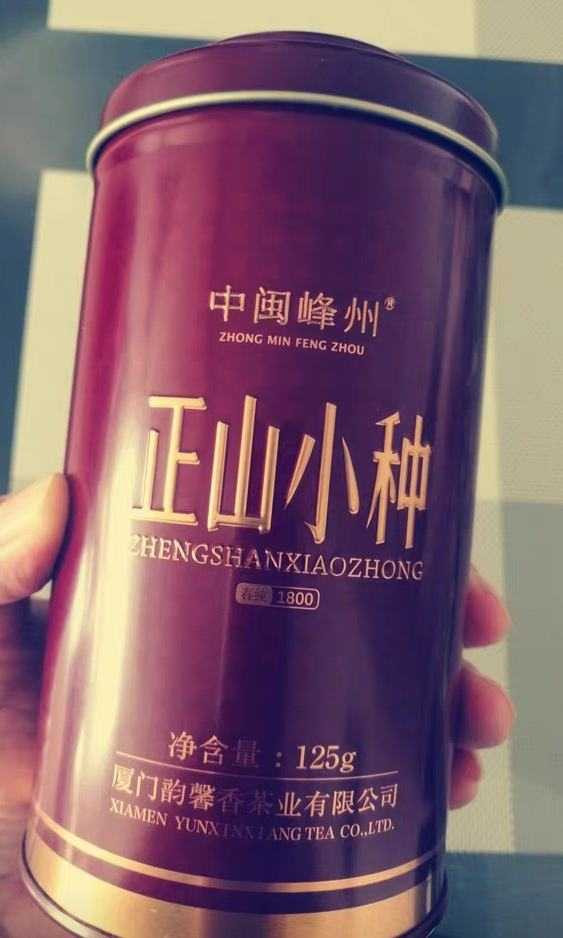 中闽峰州®
ZHONG MIN FENG ZHOU
正山小种
ZHENGSHANXIAOZHONG
1800
净含量：125g
厦门韵馨香茶业有限公司
XIAMEN YUNXINXIANG TEA CO.,LTD.